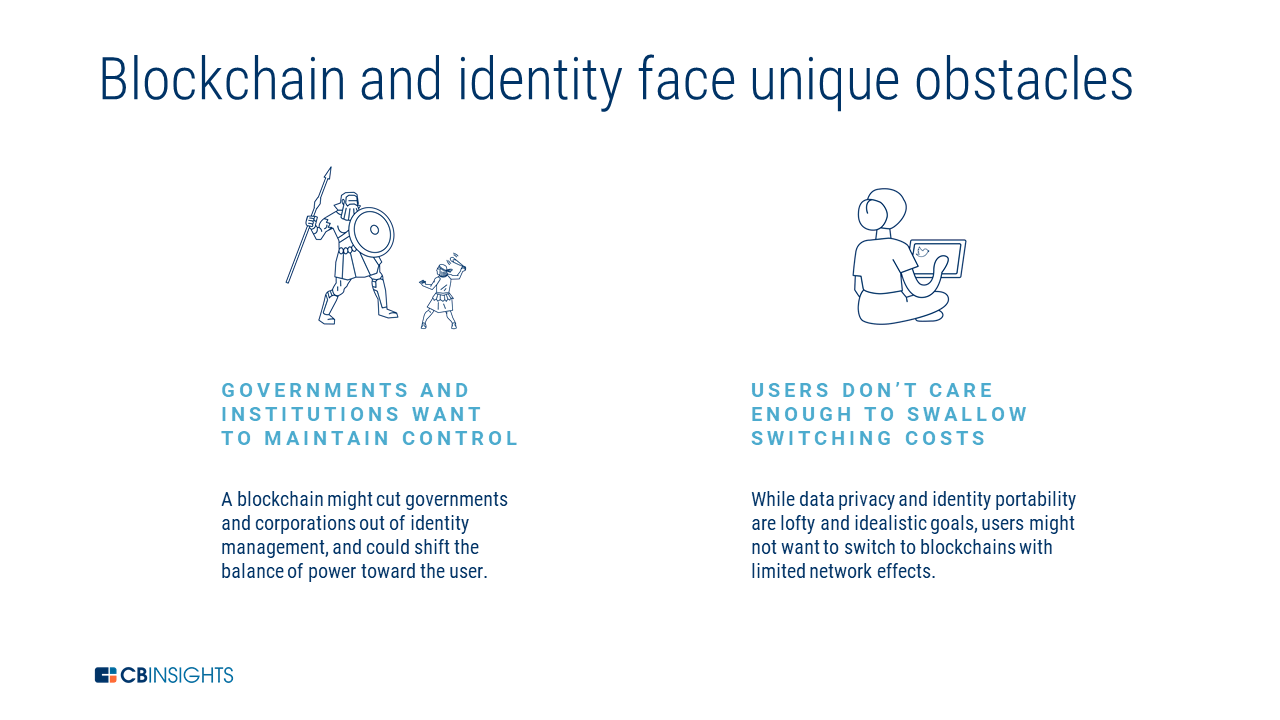 Blockchain and identity face unique obstacles
GOVERNMENTS AND
INSTITUTIONS WANT
TO MAINTAIN CONTROL
A blockchain might cut governments
and corporations out of identity
management, and could shift the
balance of power toward the user.
USERS DON’T CARE
ENOUGH TO SWALLOW
SWITCHING COSTS
While data privacy and identity portability
are lofty and idealistic goals, users might
not want to switch to blockchains with
limited network effects.
CBINSIGHTS